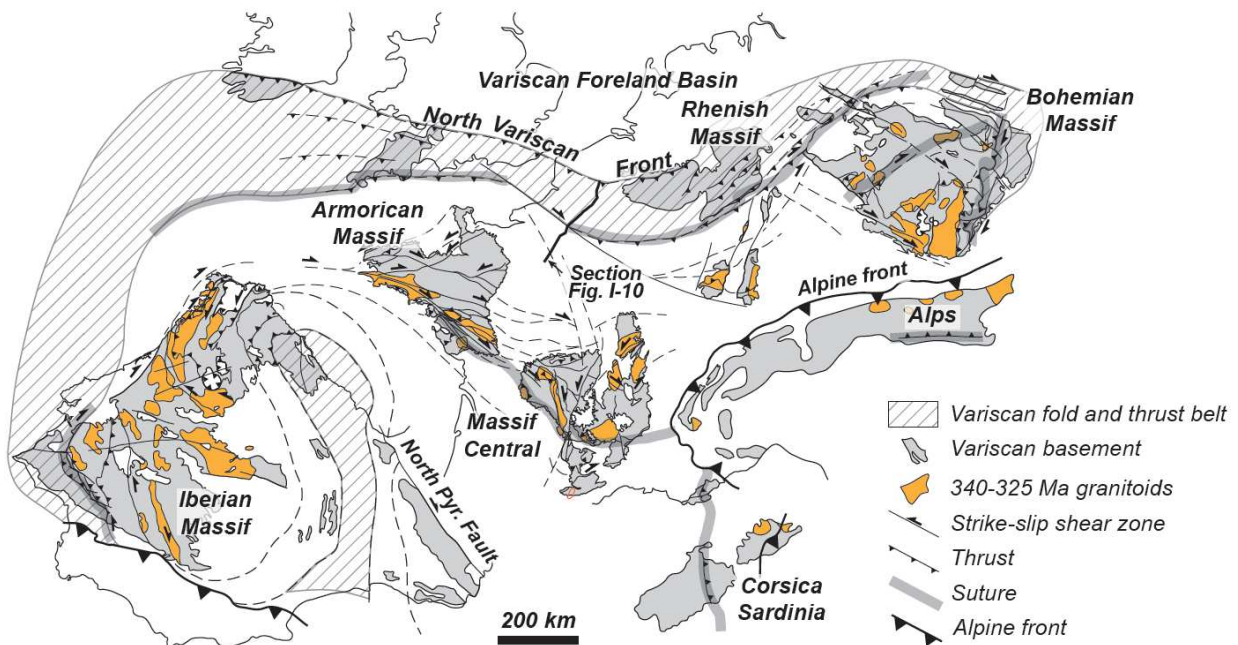 Variscan Foreland Basin
Rhenish
Massif
Bohemian
Massif
North Variscan
Front
Armorican
Massif
Section
Fig. I-10
Alpine front
Alps
Massif
Central
North Pyr. Fault
Iberian
Massif
Corsica
Sardinia
200 km
Variscan fold and thrust belt
Variscan basement
340-325 Ma granitoids
Strike-slip shear zone
Thrust
Suture
Alpine front